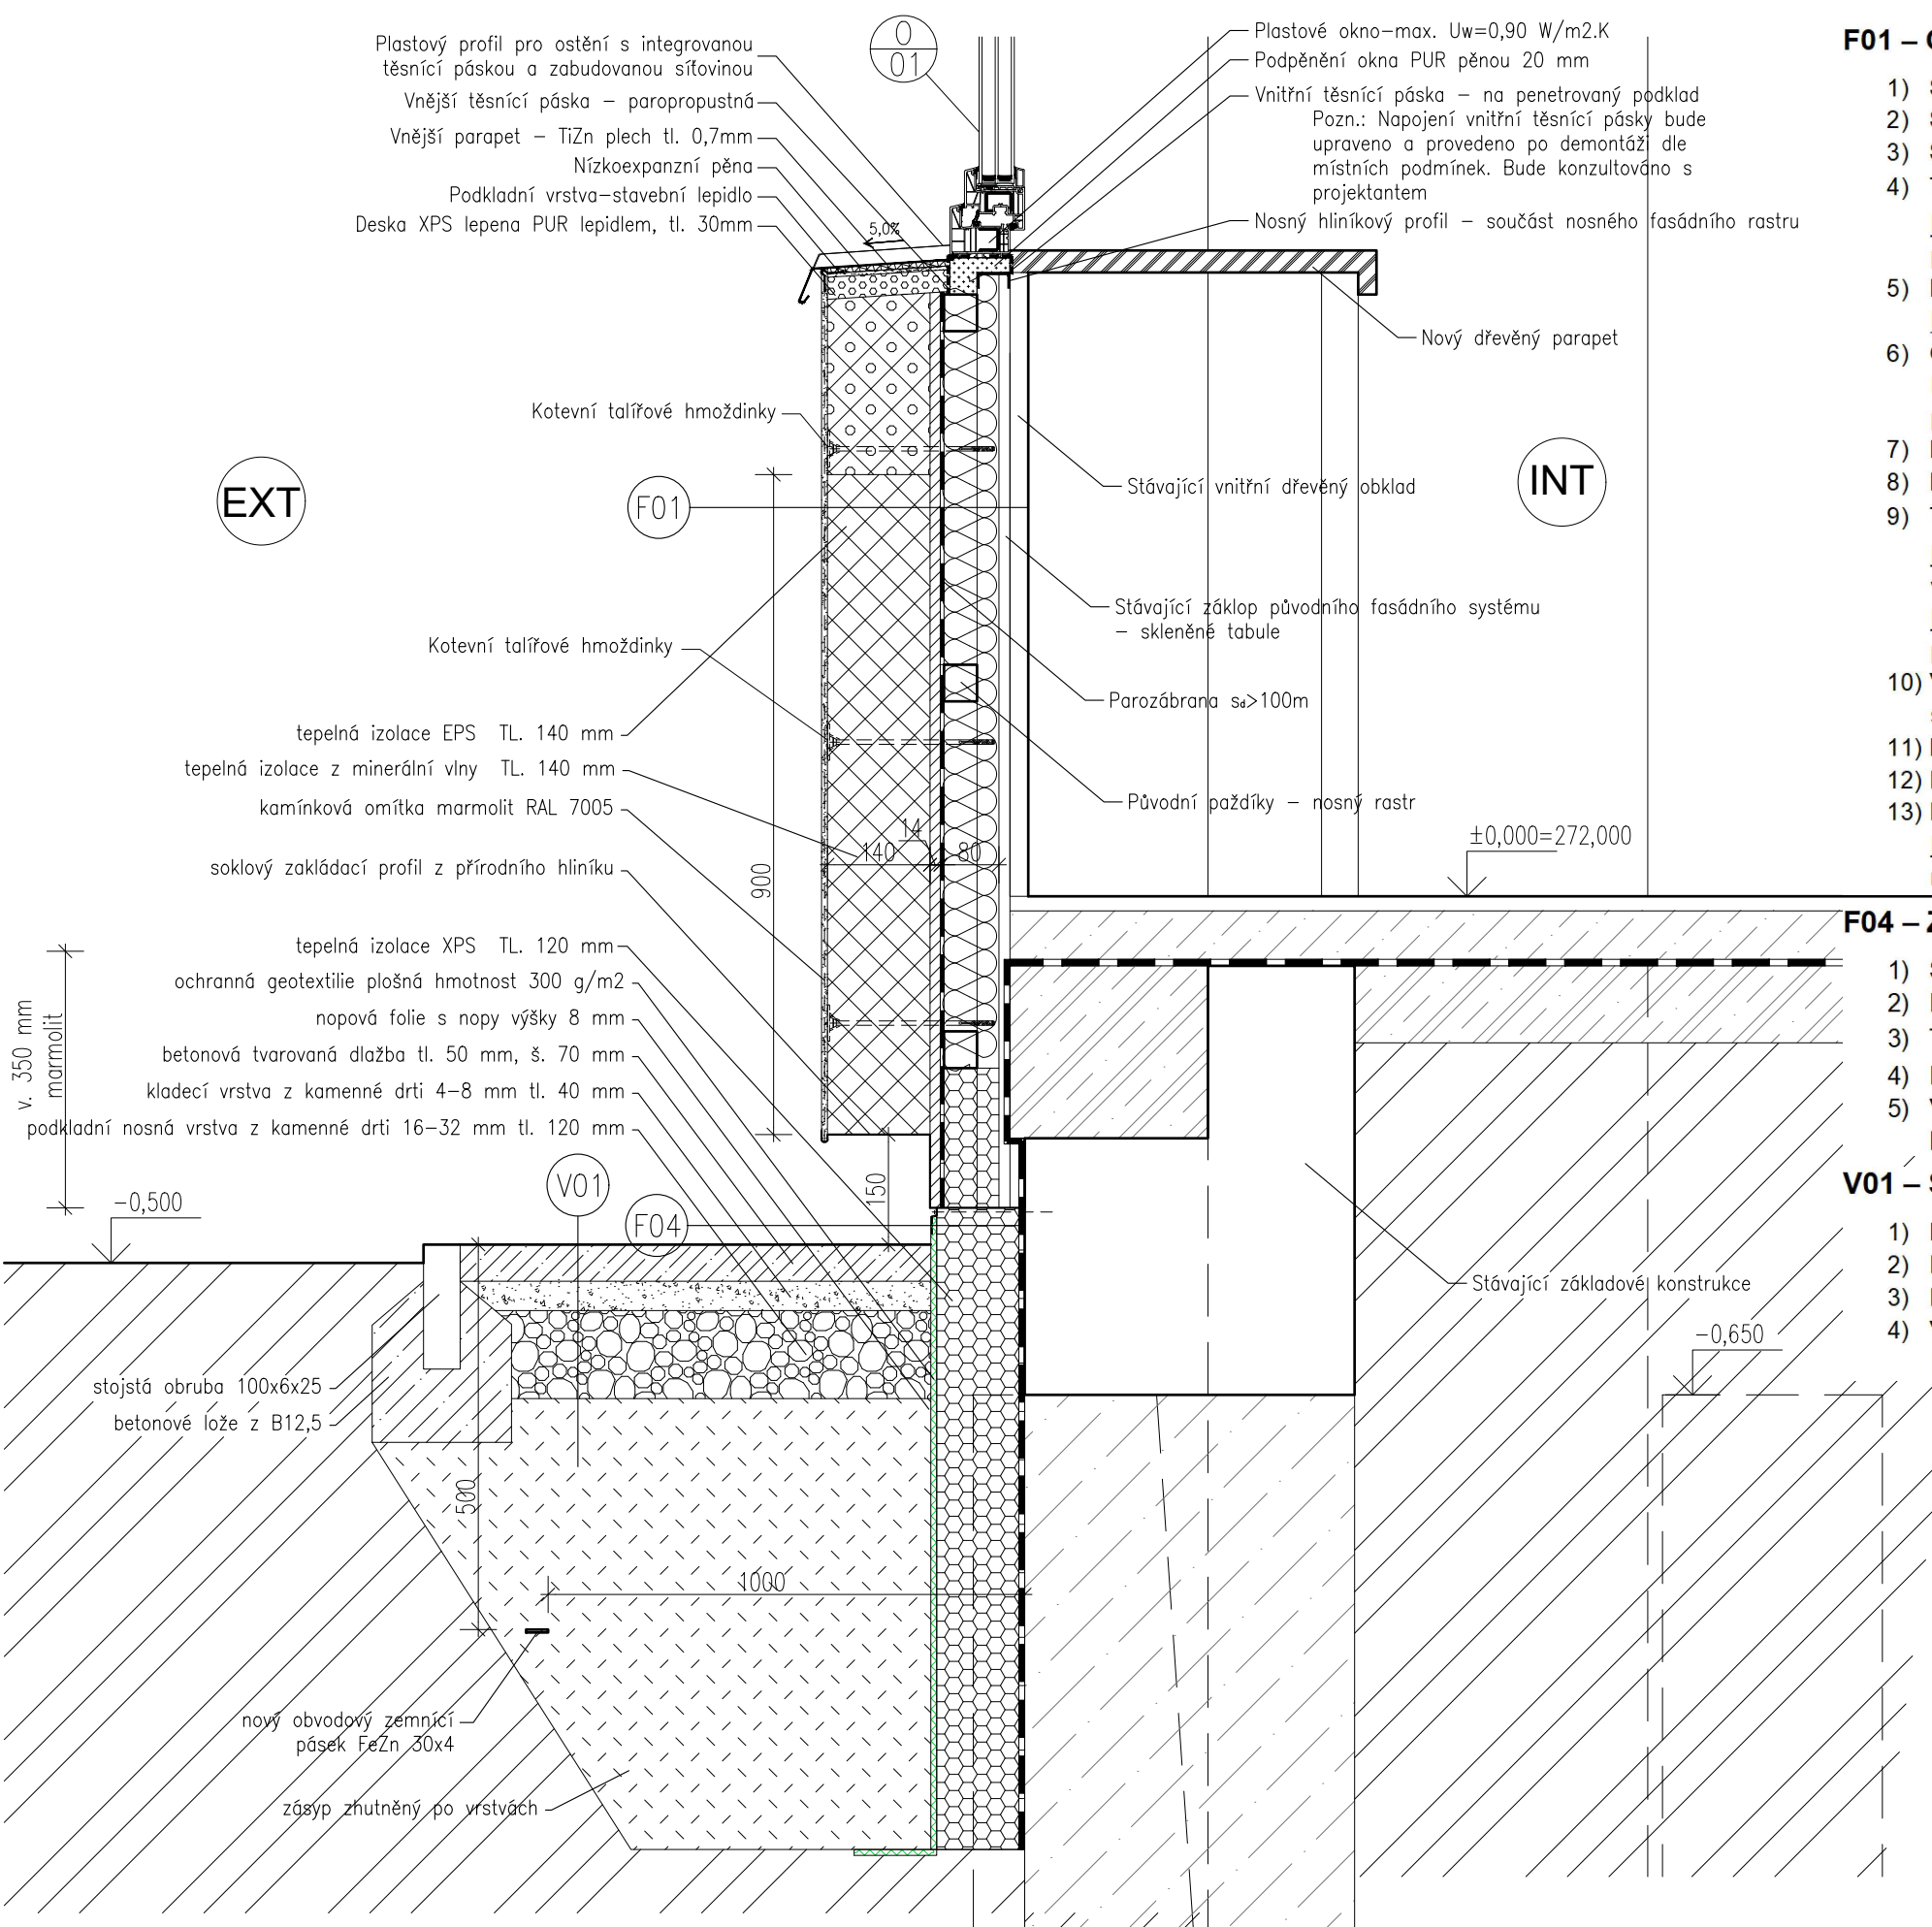 Plastový profil pro ostění s integrovanou
těsnící páskou a zabudovanou síťovinou
Vnější těsnící páska – paropropustná
Vnější parapet – TiZn plech tl. 0,7mm
Nízkoexpanzní pěna
Podkladní vrstva-stavební lepidlo
Deska XPS lepena PUR lepidlem, tl. 30mm
O
01
Plastové okno-max. Uw=0,90 W/m2.K
Podpěnění okna PUR pěnou 20 mm
Vnitřní těsnící páska – na penetrovaný podklad
Pozn.: Napojení vnitřní těsnící pásky bude
upraveno a provedeno po demontáži dle
místních podmínek. Bude konzultováno s
projektantem
Nosný hliníkový profil – součást nosného fasádního rastru
5,0%
Nový dřevěný parapet
Kotevní talířové hmoždinky
EXT
F01
Stávající vnitřní dřevěný obklad
INT
Stávající záklop původního fasádního systému
– skleněné tabule
Kotevní talířové hmoždinky
Parozábrana sd>100m
tepelná izolace EPS TL. 140 mm
tepelná izolace z minerální vlny TL. 140 mm
kamínková omítka marmolit RAL 7005
soklový zakládací profil z přírodního hliníku
Původní paždíky – nosný rastr
±0,000=272,000
14
140
80
900
tepelná izolace XPS TL. 120 mm
ochranná geotextilie plošná hmotnost 300 g/m2
nopová folie s nopy výšky 8 mm
betonová tvarovaná dlažba tl. 50 mm, š. 70 mm
kladecí vrstva z kamenné drti 4-8 mm tl. 40 mm
podkladní nosná vrstva z kamenné drti 16-32 mm tl. 120 mm
v. 350 mm
marmolit
-0,500
V01
F04
150
Stávající základové konstrukce
-0,650
stojstá obruba 100x6x25
betonové lože z B12,5
500
1000
nový obvodový zemnící
pásek FeZn 30x4
zásyp zhutněný po vrstvách
F01 –
1)
2)
3)
4)
5)
6)
7)
8)
9)
10)
11)
12)
13)
F04 –
1)
2)
3)
4)
5)
V01 –
1)
2)
3)
4)